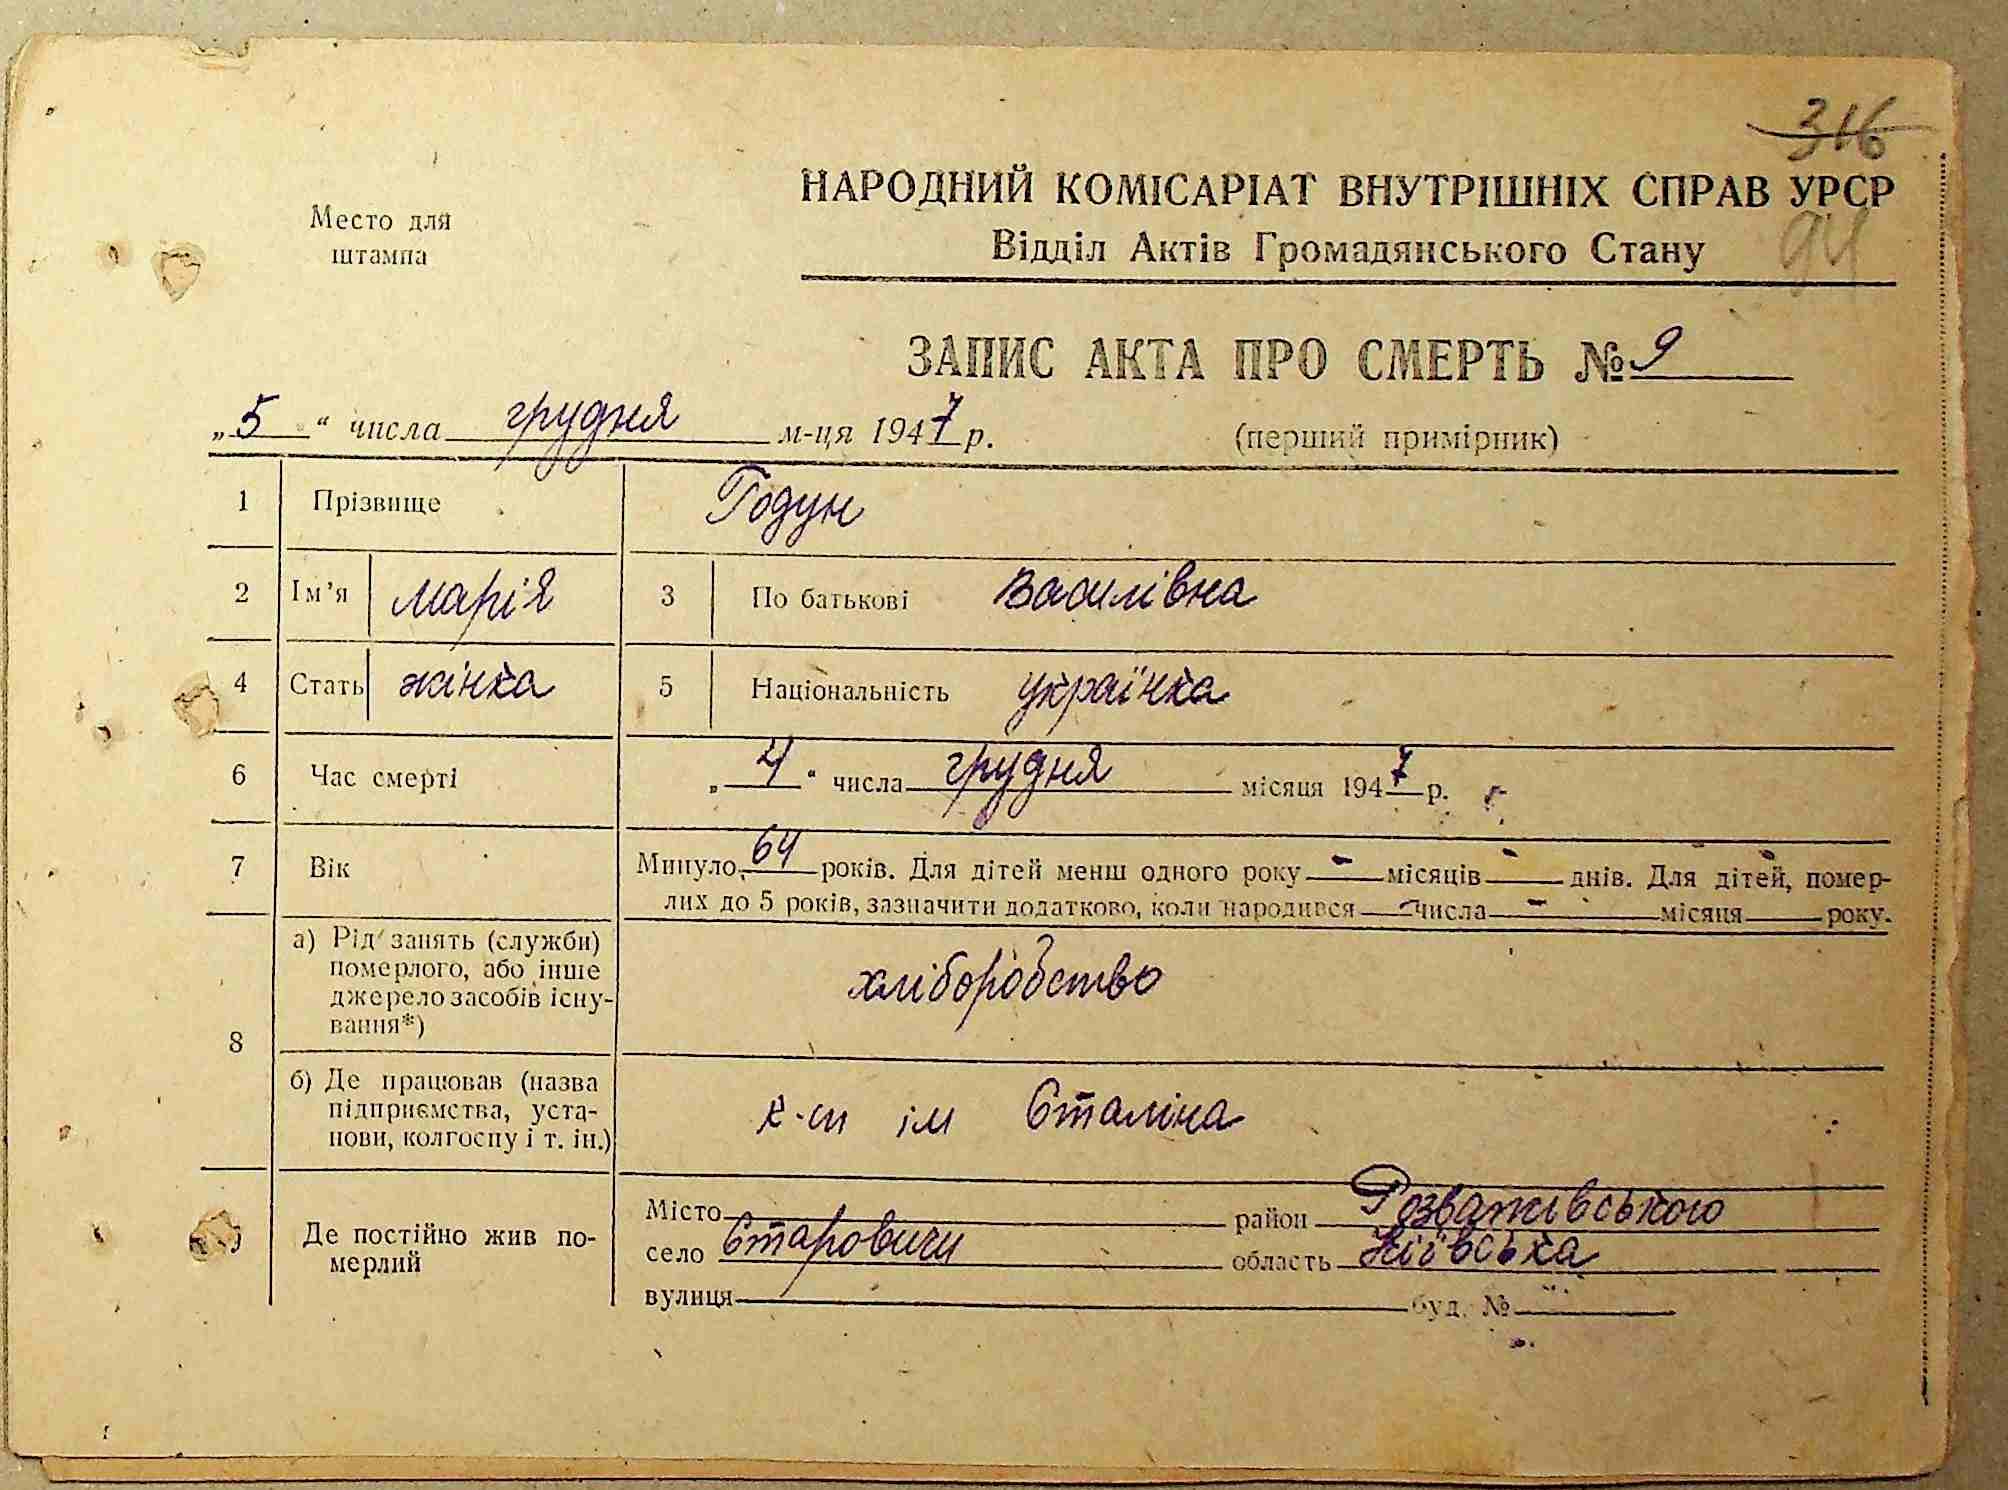 316
НАРОДНИЙ КОМІСАРІАТ ВНУТРІШНІХ СПРАВ УРСР
Место для
штампа
Відділ Актів Громадянського Стану
94
ЗАПИС АКТА ПРО СМЕРТЬ № 9
„5“ числа грудня м-ця 1947 р. (перший примірник)
1 Прізвище Годун
2 Ім’я Марія 3 По батькові Василівна
4 Стать жінка 5 Національність українка
6 Час смерті „4“ числа грудня місяця 1947 р.
7 Вік Минуло 64 років. Для дітей менш одного року - місяців - днів. Для дітей, помер-
лих до 5 років, зазначити додатково, коли народився - числа - місяця року.
8 а) Рід занять (служби)
померлого, або інше
джерело засобів існу-
вання*)
хліборобство
б) Де працював (назва
підприємства, уста-
нови, колгоспу і т. ін.)
к-п ім Сталіна
9 Де постійно жив по-
мерлий
Місто район Розважівського
село Старовичи область Київська
вулиця буд. №